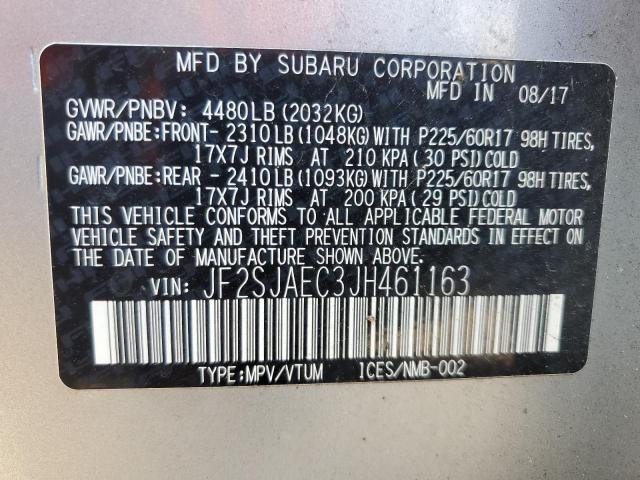 MFD BY SUBARU CORPORATION
MFD IN 08/17
GVWR/PNBV: 4480LB (2032KG)
GAWR/PNBE:FRONT- 2310LB (1048KG)WITH P225/60R17 98H TIRES,
17X7J RIMS AT 210 KPA (30 PSI)COLD
GAWR/PNBE:REAR - 2410LB (1093KG)WITH P225/60R17 98H TIRES,
17X7J RIMS AT 200 KPA (29 PSI)COLD
THIS VEHICLE CONFORMS TO ALL APPLICABLE FEDERAL MOTOR
VEHICLE SAFETY AND THEFT PREVENTION STANDARDS IN EFFECT ON
THE DATE OF MANUFACTURE SHOWN ABOVE.
VIN: JF2SJAEC3JH461163
TYPE:MPV/VTUM ICES/NMB-002